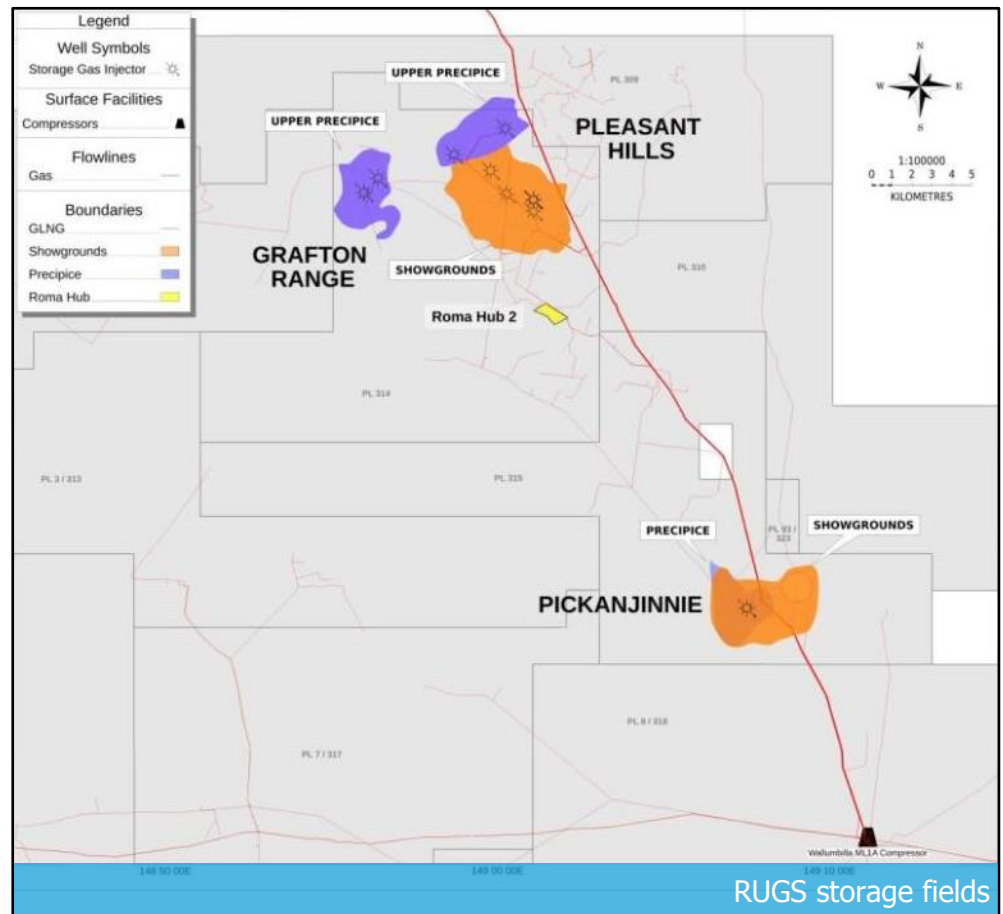 Legend
Well Symbols
Storage Gas Injector
Surface Facilities
Compressors
Flowlines
Gas
Boundaries
GLNG
Showgrounds
Precipice
Roma Hub
UPPER PRECIPICE
UPPER PRECIPICE
PL 309
PLEASANT
HILLS
N
W
E
S
1:100000
0 1 2 3 4 5
KILOMETRES
GRAFTON
RANGE
SHOWGROUNDS
PL 310
Roma Hub 2
PL 314
PL 3 / 313
PL 315
PRECIPICE
PL 93 /
323
SHOWGROUNDS
PICKANJINNIE
PL 8 / 318
PL 7 / 317
Wallumbilla ML1A Compressor
148 50 00E
149 00 00E
149 10 00E
RUGS storage fields